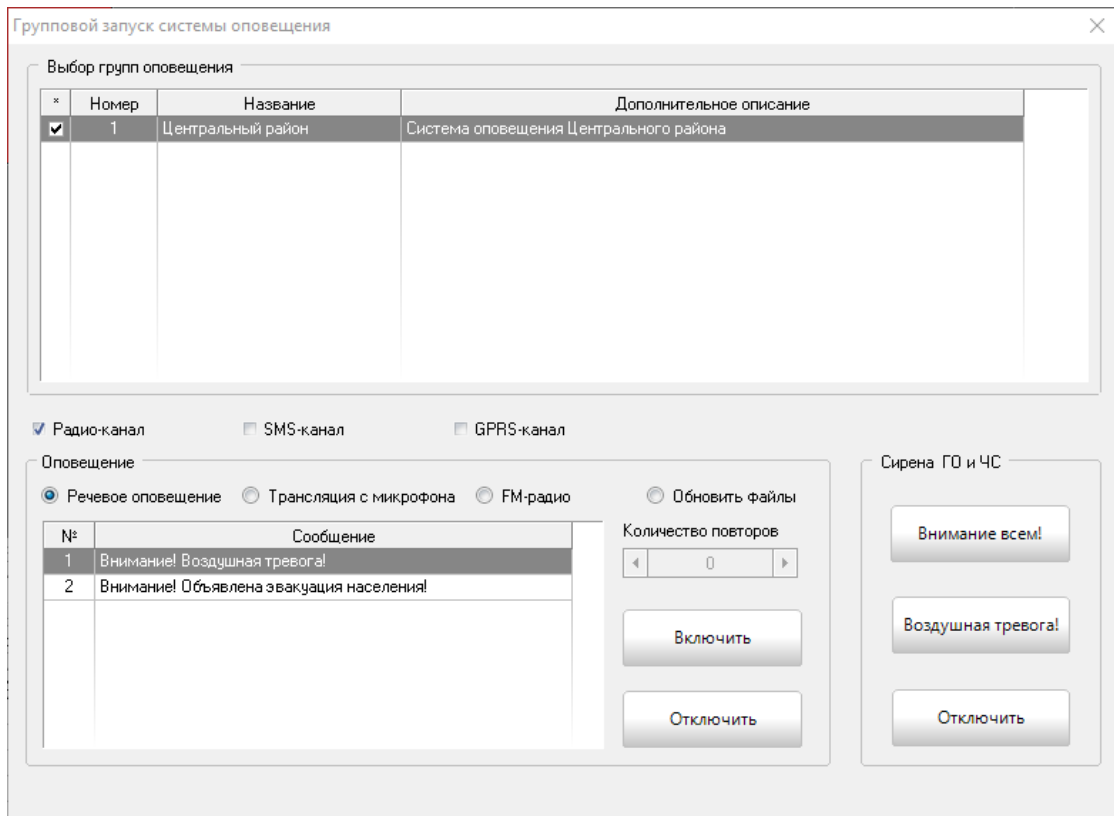 Групповой запуск системы оповещения
Выбор групп оповещения
* Номер Название Дополнительное описание
1 Центральный район Система оповещения Центрального района
Радио-канал SMS-канал GPRS-канал
Оповещение
Сирена ГО и ЧС
Речевое оповещение Трансляция с микрофона FM-радио Обновить файлы
№ Сообщение
1 Внимание! Воздушная тревога!
2 Внимание! Объявлена эвакуация населения!
Количество повторов
0
Включить
Отключить
Внимание всем!
Воздушная тревога!
Отключить